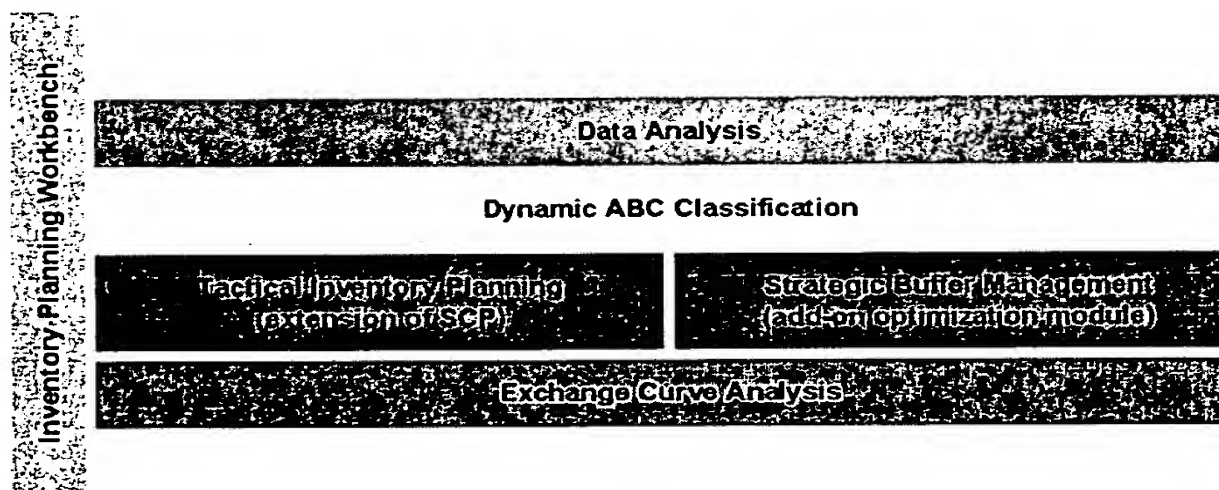 Inventory Planning Workbench
Data Analysis
Dynamic ABC Classification
Tactical Inventory Planning
(extension of SCP)
Strategic Buffer Management
(add-on optimization module)
Exchange Curve Analysis